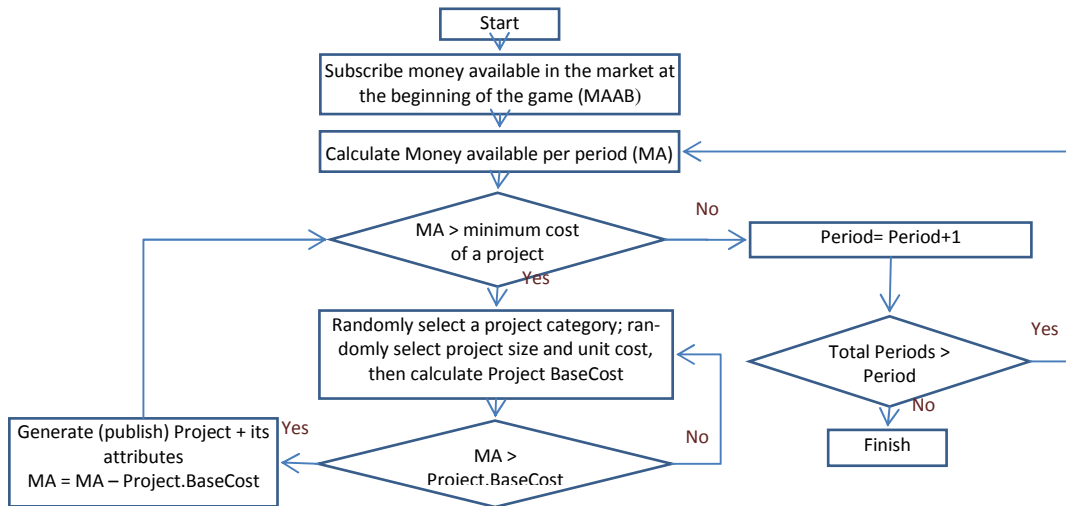 Start
Subscribe money available in the market at
the beginning of the game (MAAB)
Calculate Money available per period (MA)
MA > minimum cost
of a project
No
Period= Period+1
Yes
Randomly select a project category; ran-
domly select project size and unit cost,
then calculate Project BaseCost
Total Periods >
Period
Yes
No
Finish
MA >
Project.BaseCost
No
Yes
Generate (publish) Project + its
attributes
MA = MA – Project.BaseCost